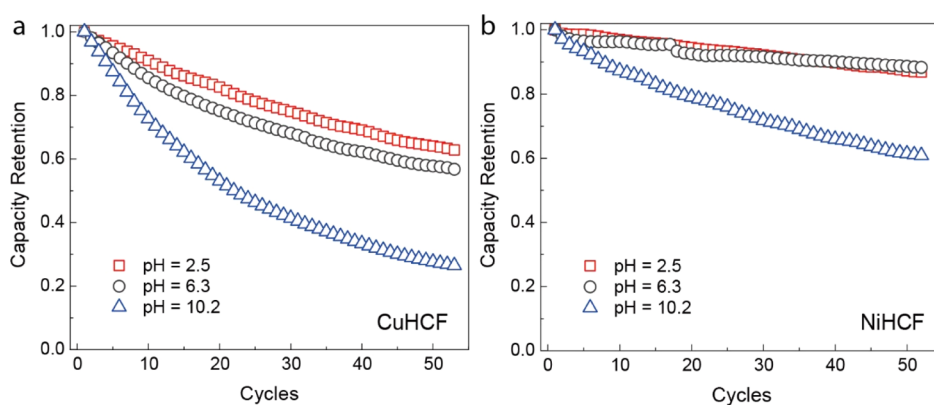 a
Capacity Retention
1.0
0.8
0.6
0.4
0.2
0.0
pH = 2.5
pH = 6.3
pH = 10.2
CuHCF
0 10 20 30 40 50
Cycles
b
Capacity Retention
1.0
0.8
0.6
0.4
0.2
0.0
pH = 2.5
pH = 6.3
pH = 10.2
NiHCF
0 10 20 30 40 50
Cycles